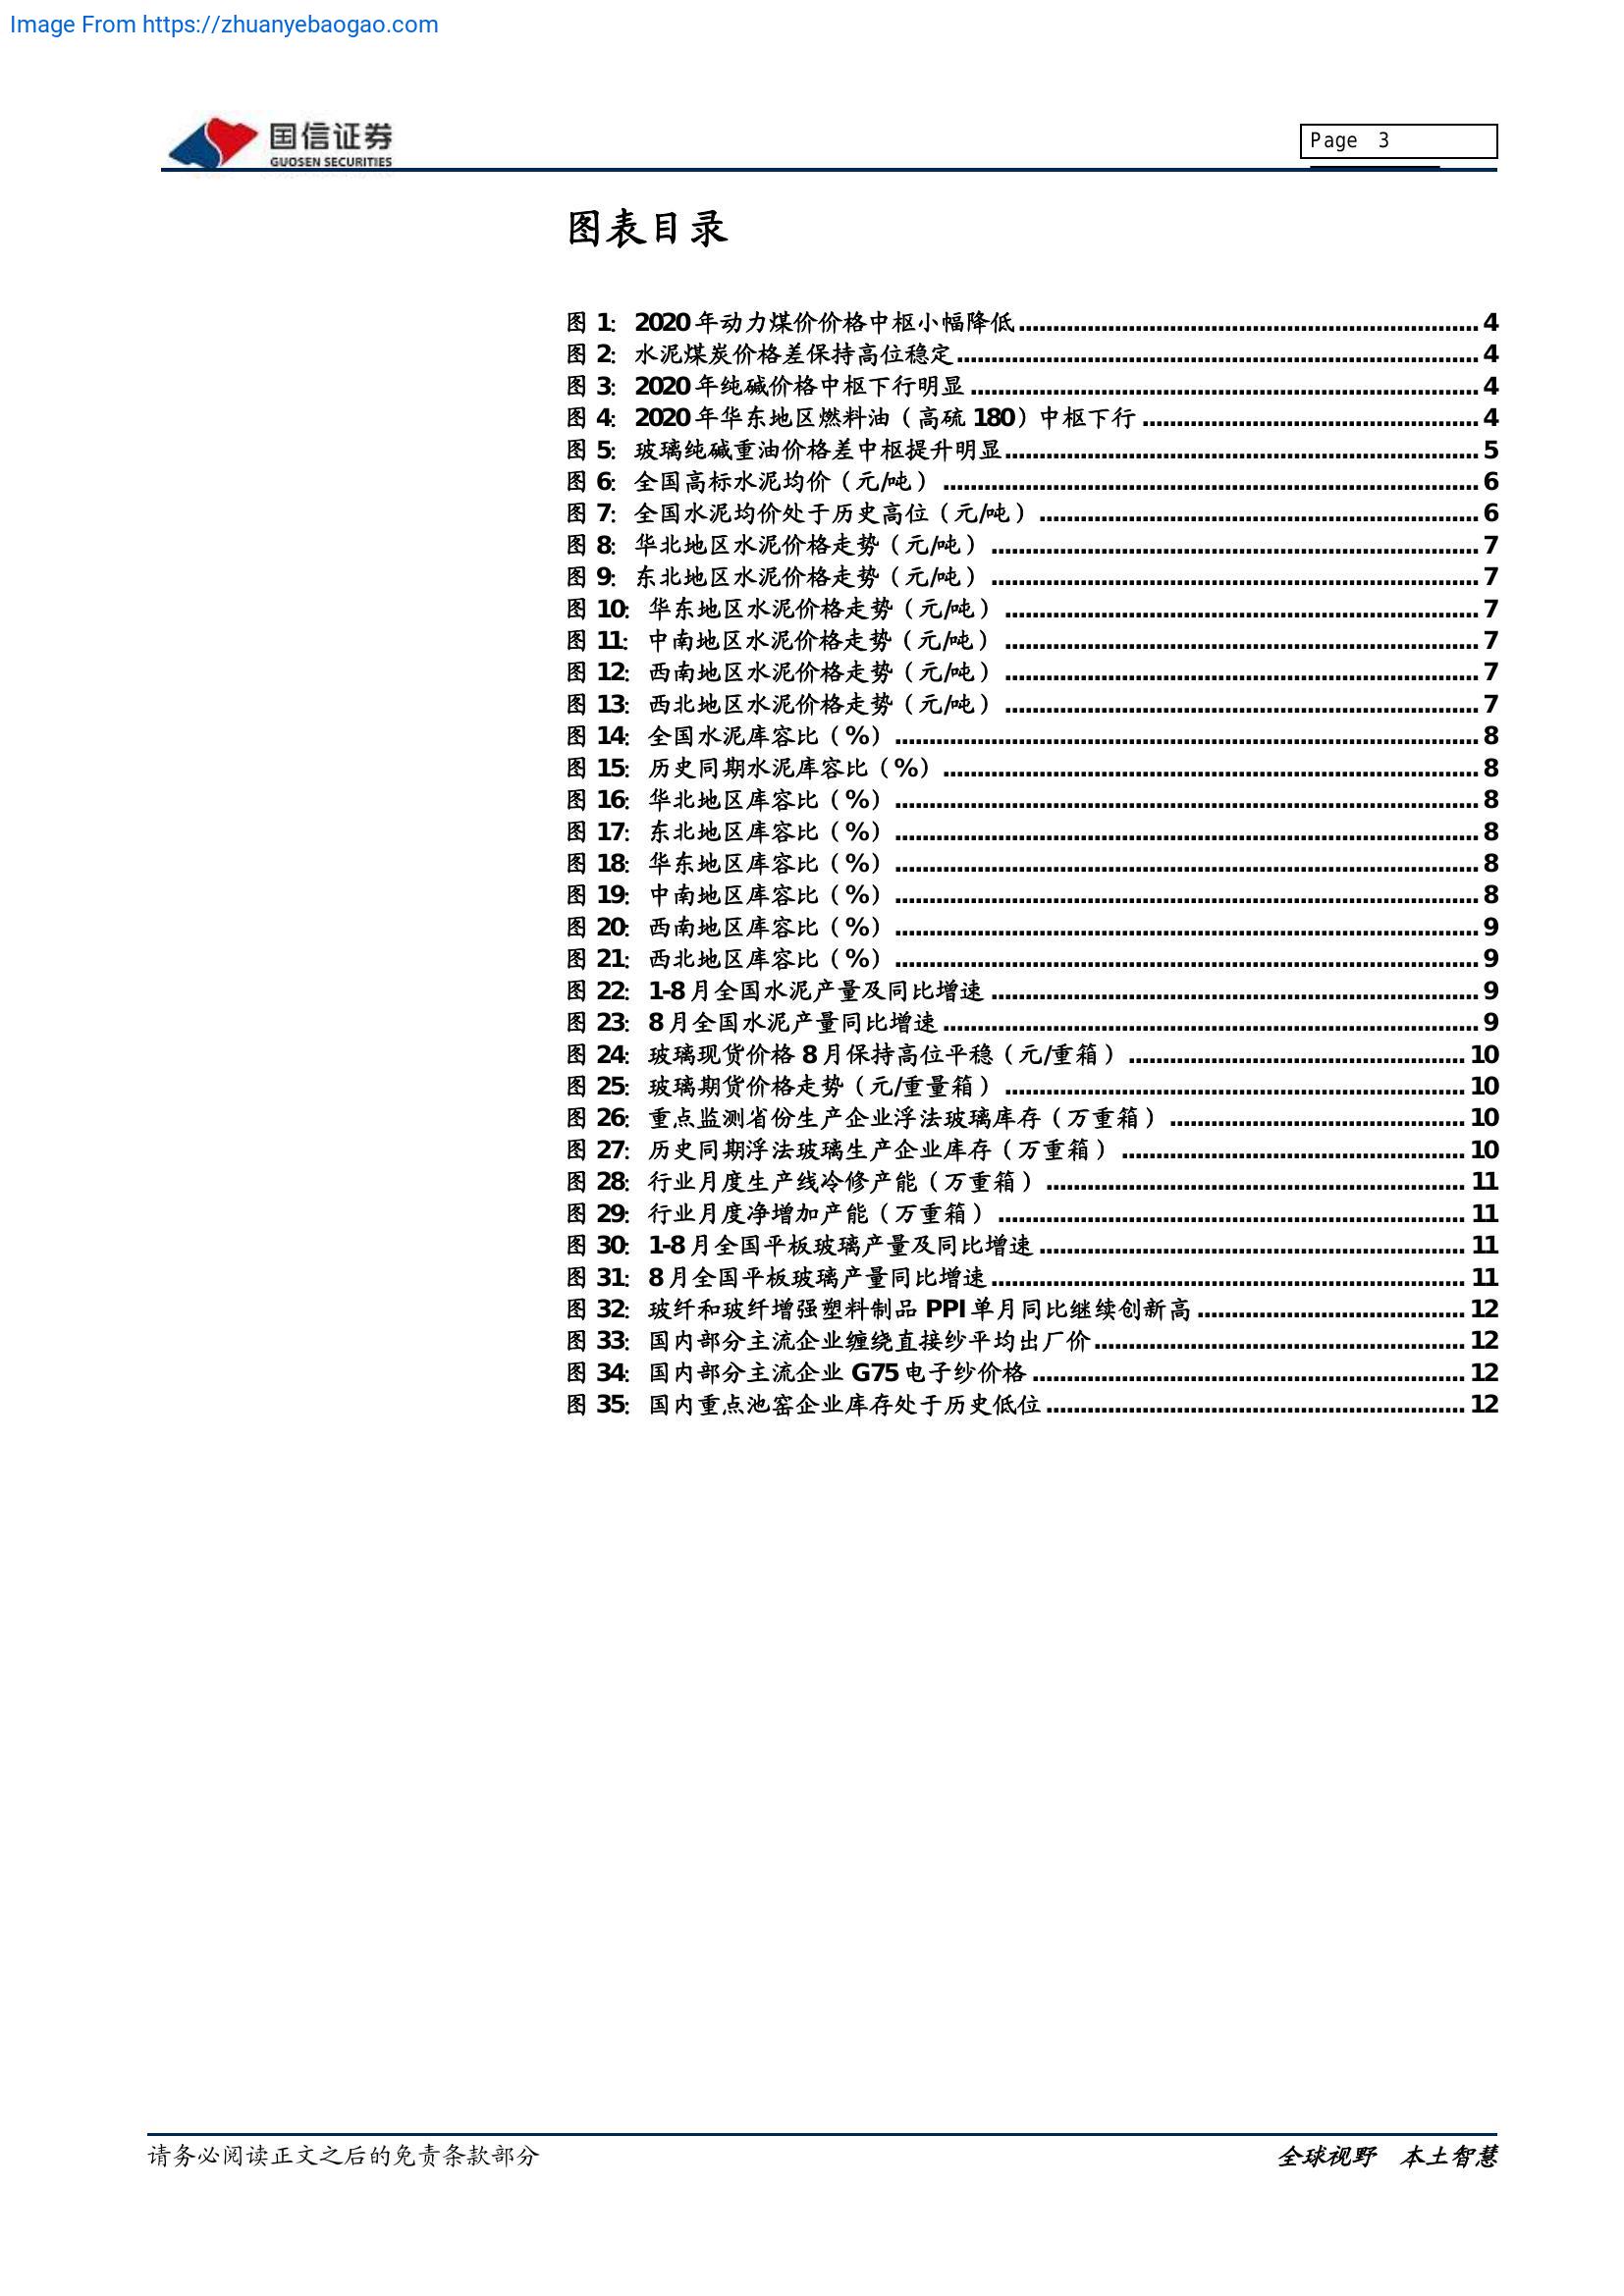 Image From https://zhuanyebaogao.com
国信证券
GUOSEN SECURITIES
Page 3
图表目录
图 1: 2020 年动力煤价价格中枢小幅降低 4
图 2: 水泥煤炭价格差保持高位稳定 4
图 3: 2020 年纯碱价格中枢下行明显 4
图 4: 2020 年华东地区燃料油（高硫 180）中枢下行 4
图 5: 玻璃纯碱重油价格差中枢提升明显 5
图 6: 全国高标水泥均价（元/吨） 6
图 7: 全国水泥均价处于历史高位（元/吨） 6
图 8: 华北地区水泥价格走势（元/吨） 7
图 9: 东北地区水泥价格走势（元/吨） 7
图 10: 华东地区水泥价格走势（元/吨） 7
图 11: 中南地区水泥价格走势（元/吨） 7
图 12: 西南地区水泥价格走势（元/吨） 7
图 13: 西北地区水泥价格走势（元/吨） 7
图 14: 全国水泥库容比（%） 8
图 15: 历史同期水泥库容比（%） 8
图 16: 华北地区库容比（%） 8
图 17: 东北地区库容比（%） 8
图 18: 华东地区库容比（%） 8
图 19: 中南地区库容比（%） 8
图 20: 西南地区库容比（%） 9
图 21: 西北地区库容比（%） 9
图 22: 1-8 月全国水泥产量及同比增速 9
图 23: 8 月全国水泥产量同比增速 9
图 24: 玻璃现货价格 8 月保持高位平稳（元/重箱） 10
图 25: 玻璃期货价格走势（元/重量箱） 10
图 26: 重点监测省份生产企业浮法玻璃库存（万重箱） 10
图 27: 历史同期浮法玻璃生产企业库存（万重箱） 10
图 28: 行业月度生产线冷修产能（万重箱） 11
图 29: 行业月度净增加产能（万重箱） 11
图 30: 1-8 月全国平板玻璃产量及同比增速 11
图 31: 8 月全国平板玻璃产量同比增速 11
图 32: 玻纤和玻纤增强塑料制品 PPI 单月同比继续创新高 12
图 33: 国内部分主流企业缠绕直接纱平均出厂价 12
图 34: 国内部分主流企业 G75 电子纱价格 12
图 35: 国内重点池窑企业库存处于历史低位 12
请务必阅读正文之后的免责条款部分
全球视野 本土智慧